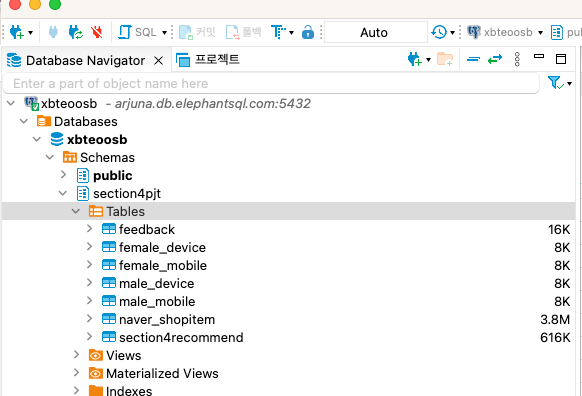 SQL 커밋 롤백 Auto xbteoosb pul
Database Navigator 프로젝트
Enter a part of object name here
xbteoosb - arjuna.db.elephantsql.com:5432
Databases
xbteoosb
Schemas
public
section4pjt
Tables
feedback 16K
female_device 8K
female_mobile 8K
male_device 8K
male_mobile 8K
naver_shopitem 3.8M
section4recommend 616K
Views
Materialized Views
Indexes